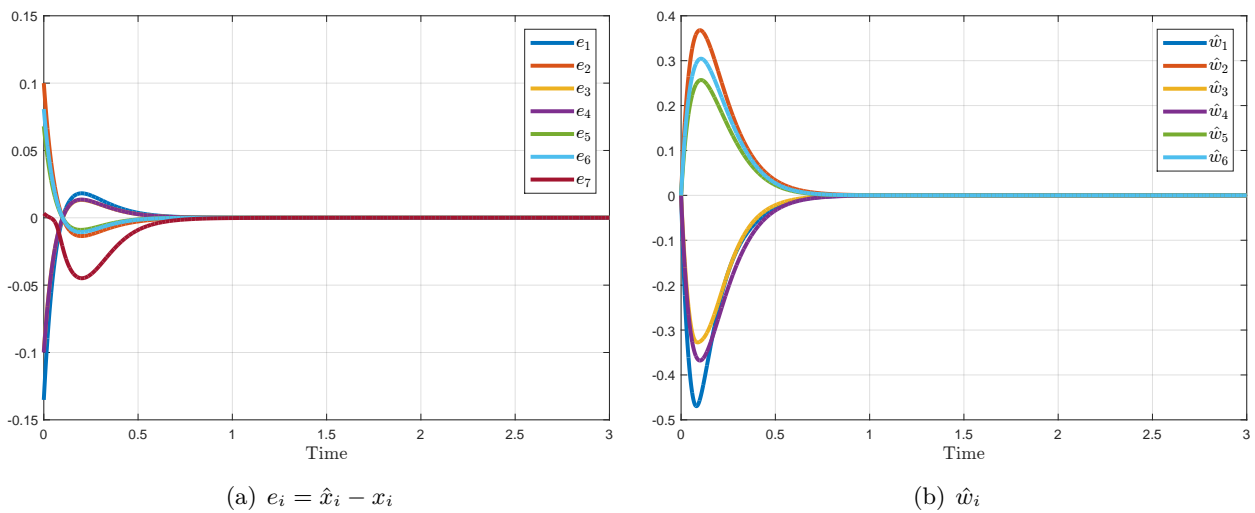 0.15
0.1
0.05
0
-0.05
-0.1
-0.15
0
0.5
1
1.5
2
2.5
3
Time
e₁
e₂
e₃
e₄
e₅
e₆
e₇
(a) eᵢ = x̂ᵢ − xᵢ
0.4
0.3
0.2
0.1
0
-0.1
-0.2
-0.3
-0.4
-0.5
0
0.5
1
1.5
2
2.5
3
Time
ŵ₁
ŵ₂
ŵ₃
ŵ₄
ŵ₅
ŵ₆
(b) ŵᵢ